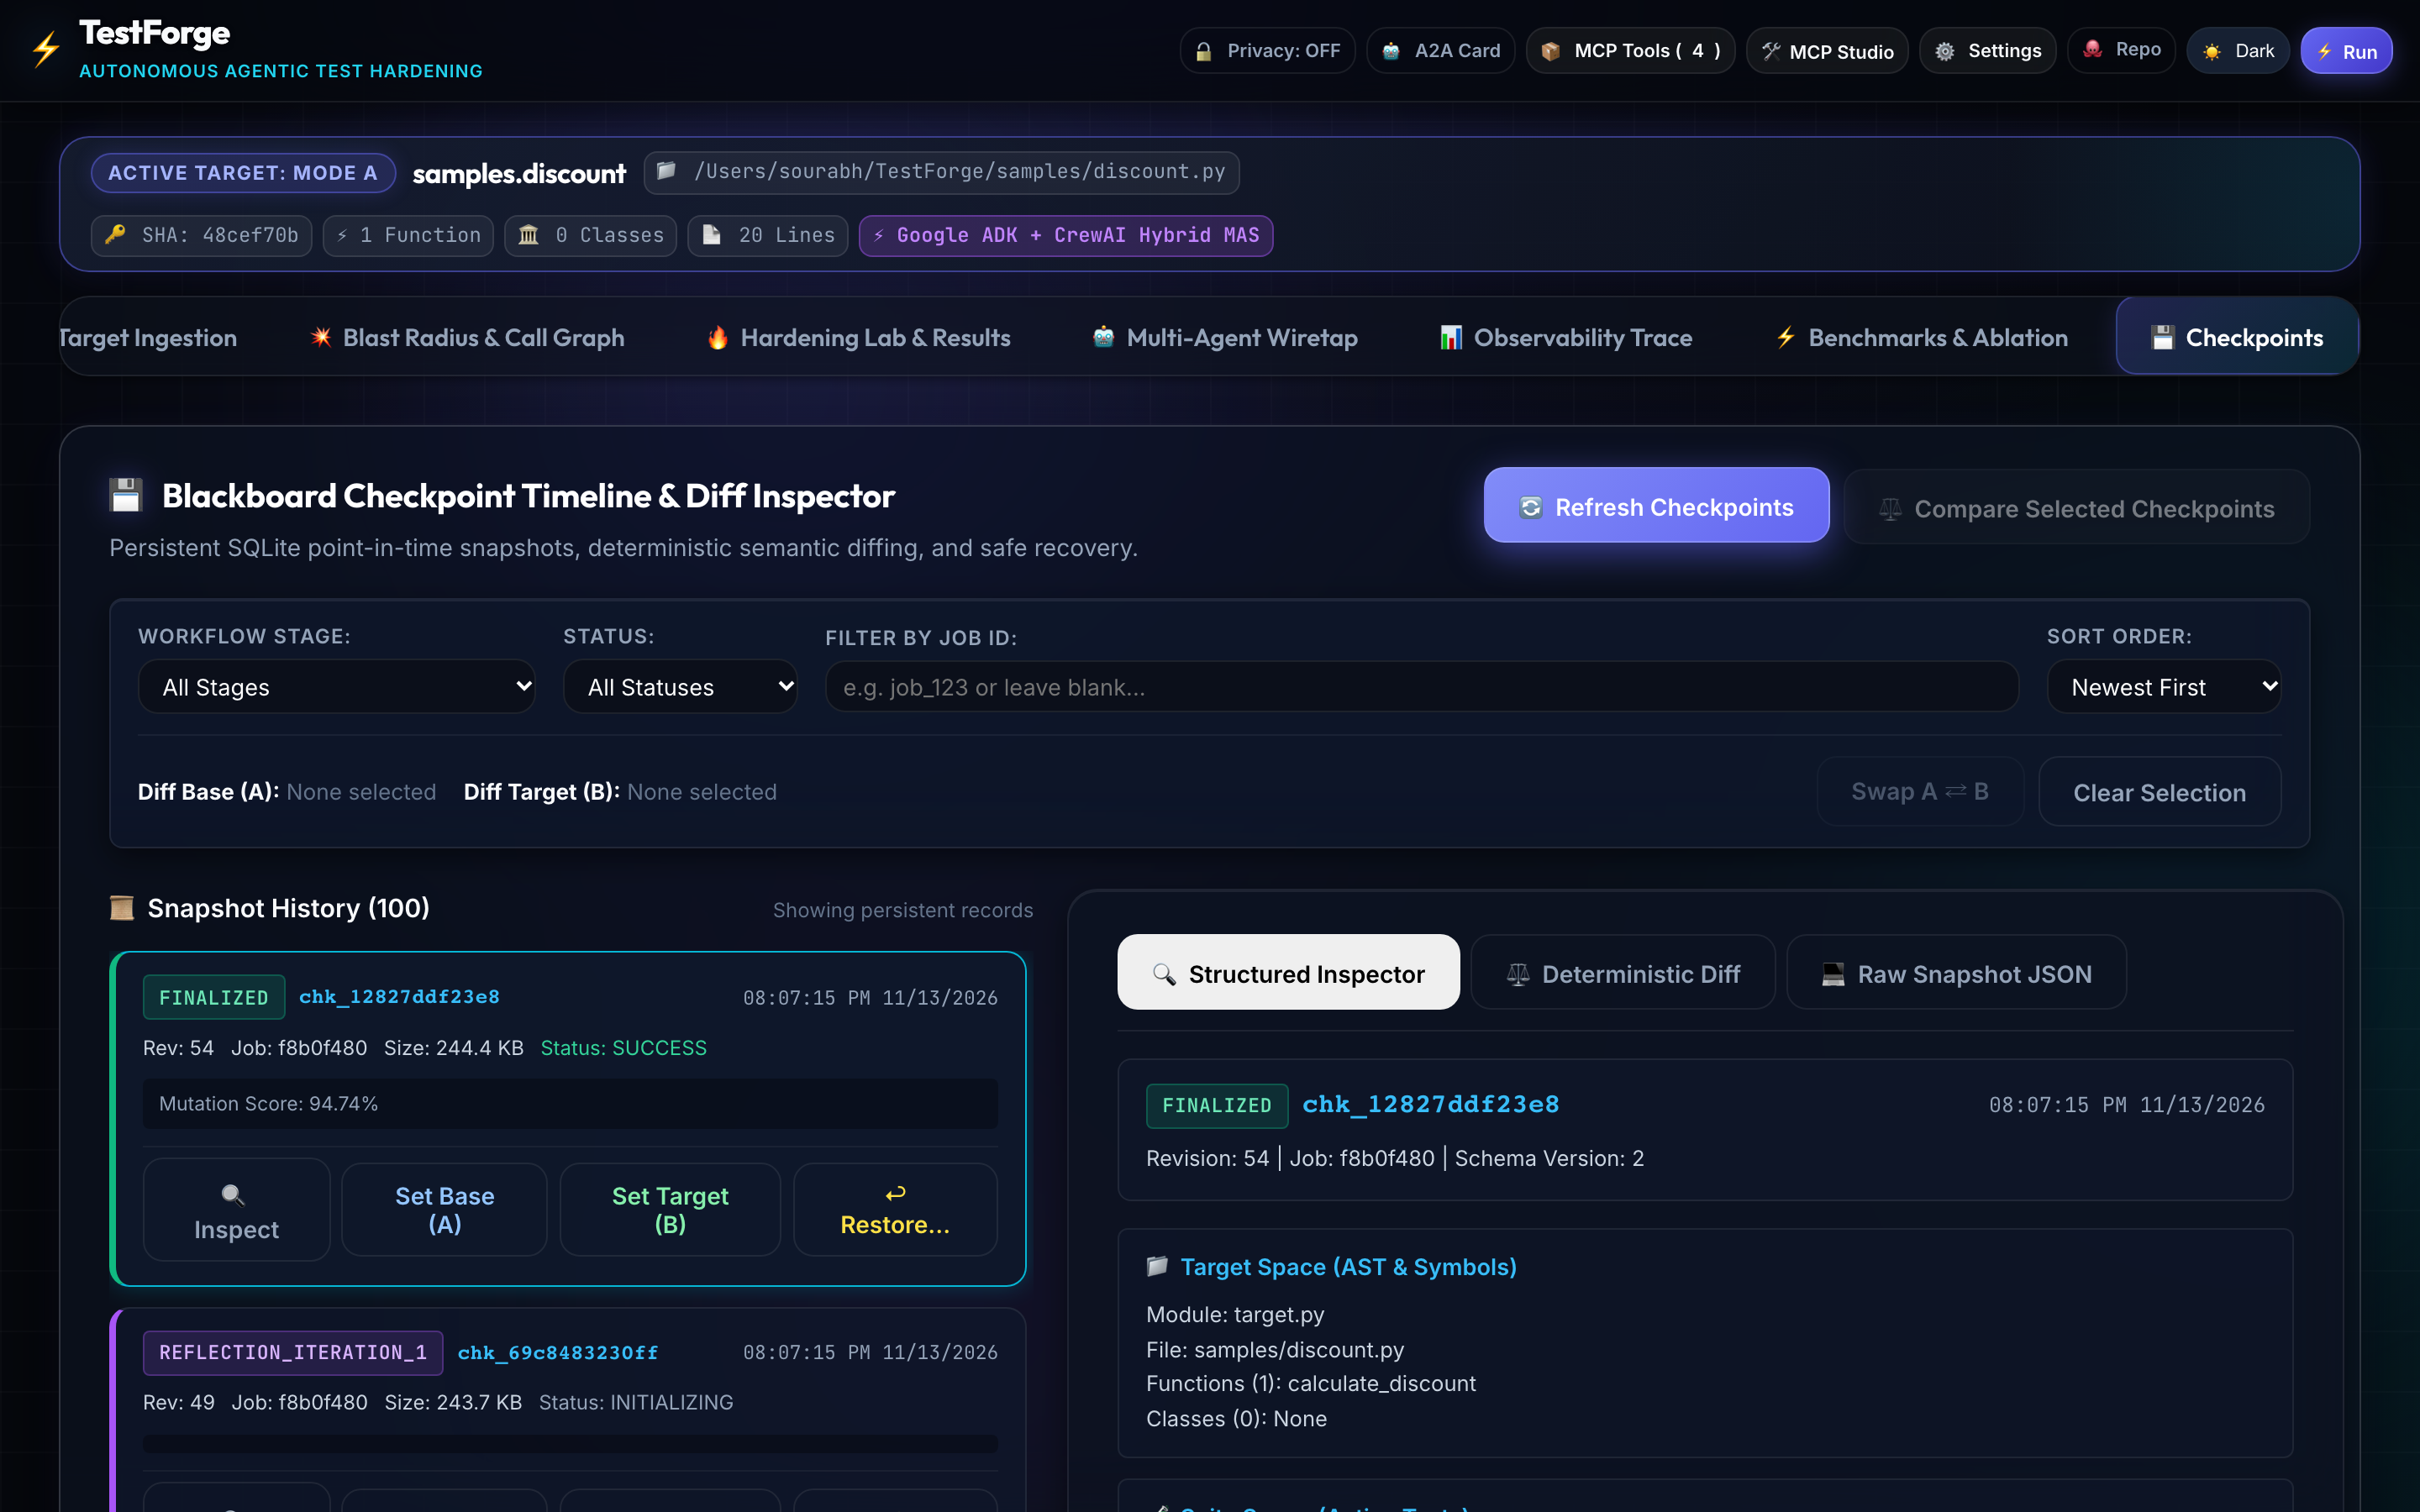 TestForge
AUTONOMOUS AGENTIC TEST HARDENING
Privacy: OFF
A2A Card
MCP Tools ( 4 )
MCP Studio
Settings
Repo
Dark
Run
ACTIVE TARGET: MODE A
samples.discount
/Users/sourabh/TestForge/samples/discount.py
SHA: 48cef70b
1 Function
0 Classes
20 Lines
Google ADK + CrewAI Hybrid MAS
Target Ingestion
Blast Radius & Call Graph
Hardening Lab & Results
Multi-Agent Wiretap
Observability Trace
Benchmarks & Ablation
Checkpoints
Blackboard Checkpoint Timeline & Diff Inspector
Persistent SQLite point-in-time snapshots, deterministic semantic diffing, and safe recovery.
Refresh Checkpoints
Compare Selected Checkpoints
WORKFLOW STAGE:
All Stages
STATUS:
All Statuses
FILTER BY JOB ID:
e.g. job_123 or leave blank...
SORT ORDER:
Newest First
Diff Base (A): None selected
Diff Target (B): None selected
Swap A ⇄ B
Clear Selection
Snapshot History (100)
Showing persistent records
FINALIZED chk_12827ddf23e8 08:07:15 PM 11/13/2026
Rev: 54 Job: f8b0f480 Size: 244.4 KB Status: SUCCESS
Mutation Score: 94.74%
Inspect
Set Base
(A)
Set Target
(B)
Restore...
REFLECTION_ITERATION_1 chk_69c8483230ff 08:07:15 PM 11/13/2026
Rev: 49 Job: f8b0f480 Size: 243.7 KB Status: INITIALIZING
Structured Inspector
Deterministic Diff
Raw Snapshot JSON
FINALIZED chk_12827ddf23e8 08:07:15 PM 11/13/2026
Revision: 54 | Job: f8b0f480 | Schema Version: 2
Target Space (AST & Symbols)
Module: target.py
File: samples/discount.py
Functions (1): calculate_discount
Classes (0): None